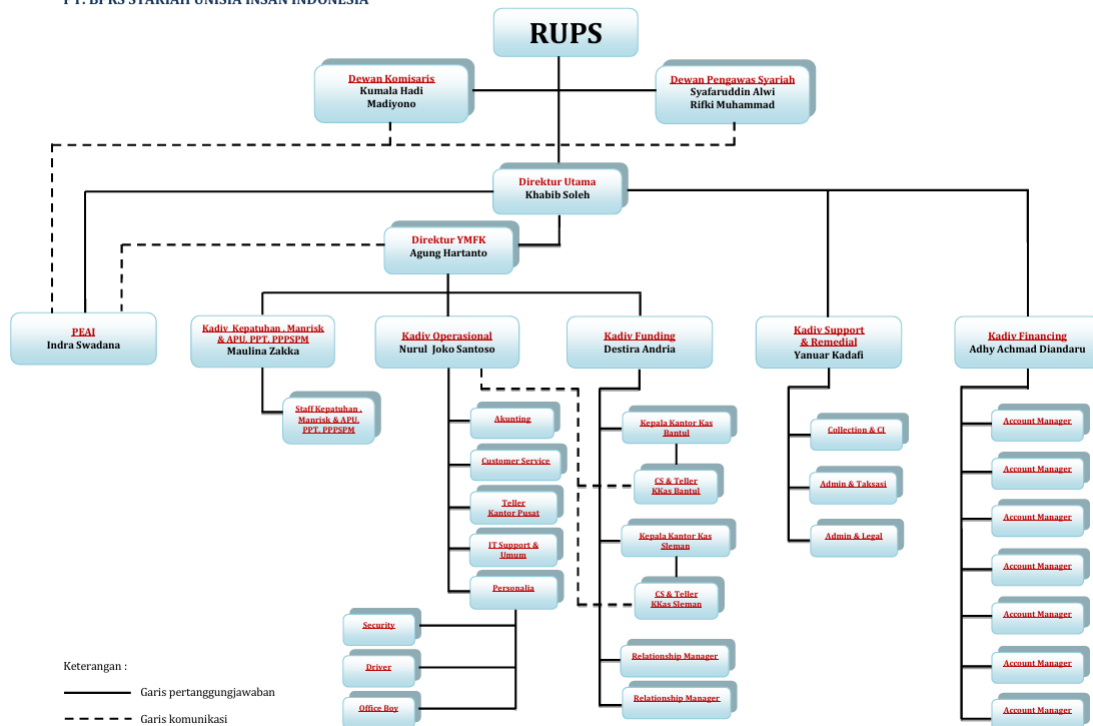 PT. BPRS SYARIAH UNISIA INSAN INDONESIA
RUPS
Dewan Komisaris
Kumala Hadi
Madiyono
Dewan Pengawas Syariah
Syafaruddin Alwi
Rifki Muhammad
Direktur Utama
Khabib Soleh
Direktur YMFK
Agung Hartanto
PEAI
Indra Swadana
Kadiv Kepatuhan , Manrisk
& APU, PPT, PPPSPM
Maulina Zakka
Kadiv Operasional
Nurul Joko Santoso
Kadiv Funding
Destira Andria
Kadiv Support
& Remedial
Yanuar Kadafi
Kadiv Financing
Adhy Achmad Diandaru
Staff Kepatuhan ,
Manrisk & APU,
PPT, PPPSPM
Akunting
Customer Service
Teller
Kantor Pusat
IT Support &
Umum
Personalia
Security
Driver
Office Boy
Kepala Kantor Kas
Bantul
CS & Teller
KKas Bantul
Kepala Kantor Kas
Sleman
CS & Teller
KKas Sleman
Relationship Manager
Relationship Manager
Collection & CI
Admin & Taksasi
Admin & Legal
Account Manager
Account Manager
Account Manager
Account Manager
Account Manager
Account Manager
Account Manager
Keterangan :
Garis pertanggungjawaban
Garis komunikasi